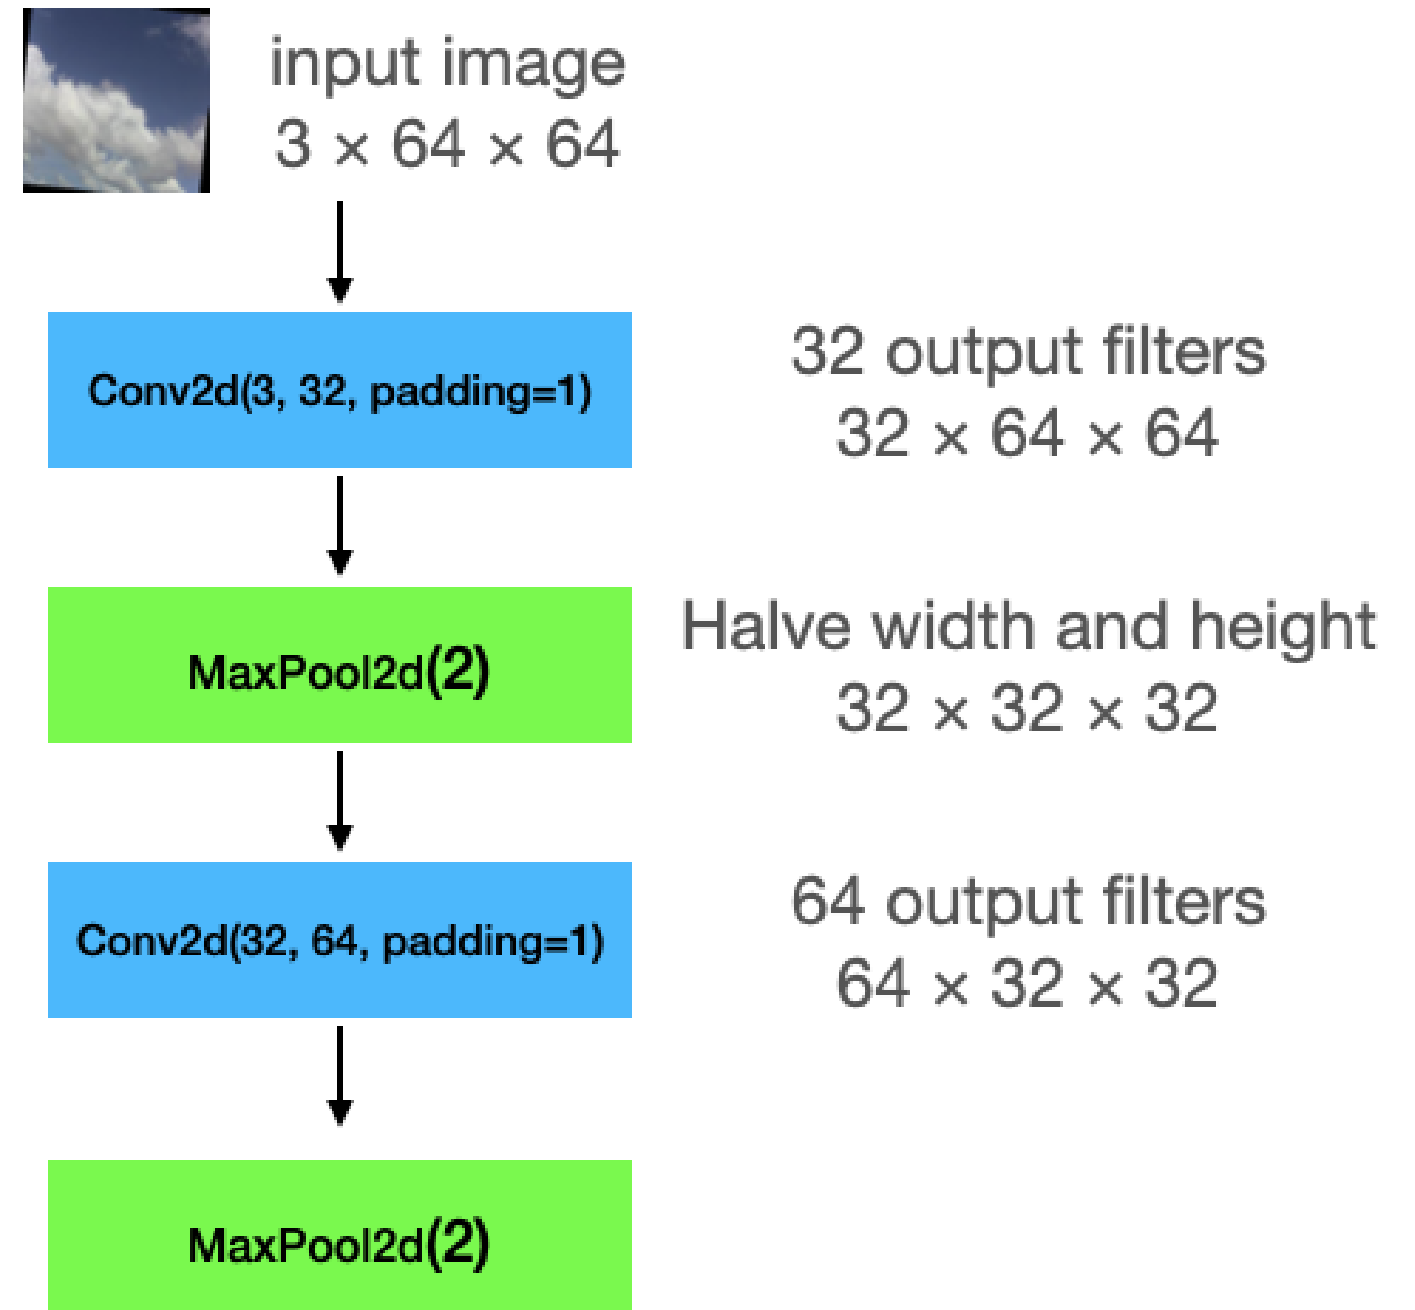 input image
3 × 64 × 64
Conv2d(3, 32, padding=1)
32 output filters
32 × 64 × 64
MaxPool2d(2)
Halve width and height
32 × 32 × 32
Conv2d(32, 64, padding=1)
64 output filters
64 × 32 × 32
MaxPool2d(2)